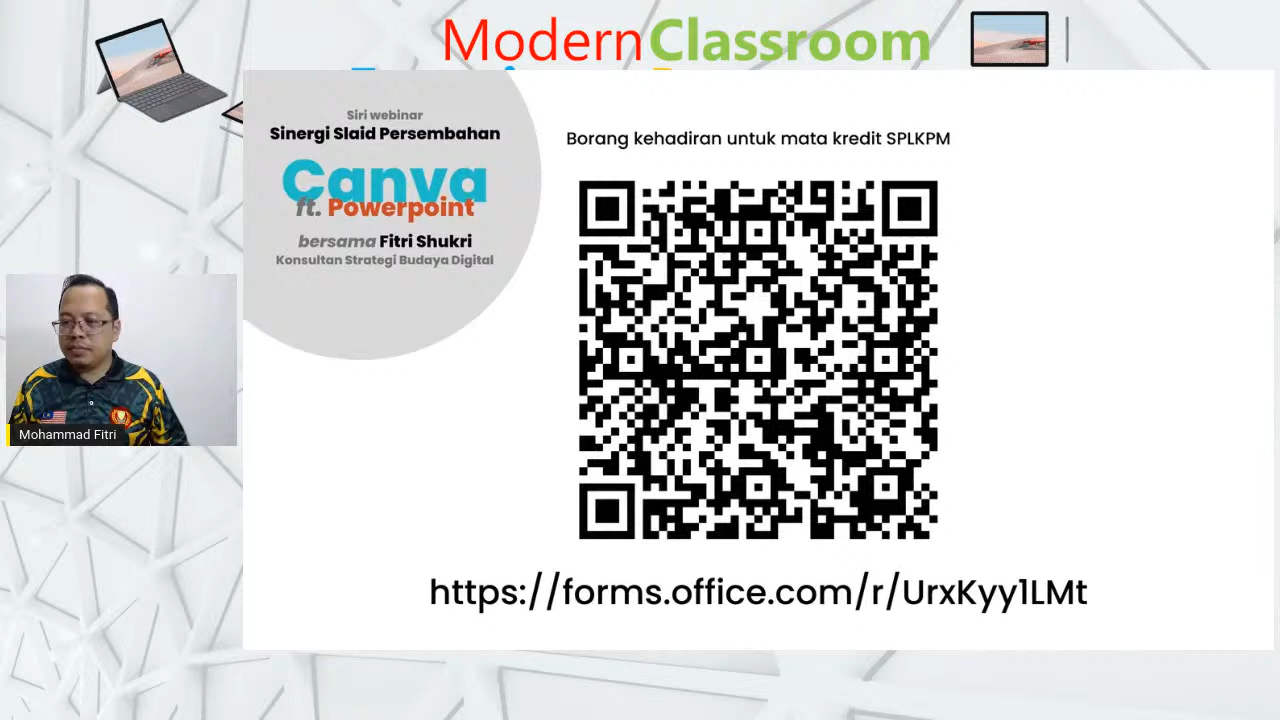 ModernClassroom
Siri webinar
Sinergi Slaid Persembahan
Canva
ft. Powerpoint
bersama Fitri Shukri
Konsultan Strategi Budaya Digital
Borang kehadiran untuk mata kredit SPLKPM
https://forms.office.com/r/UrxKyy1LMt
Mohammad Fitri